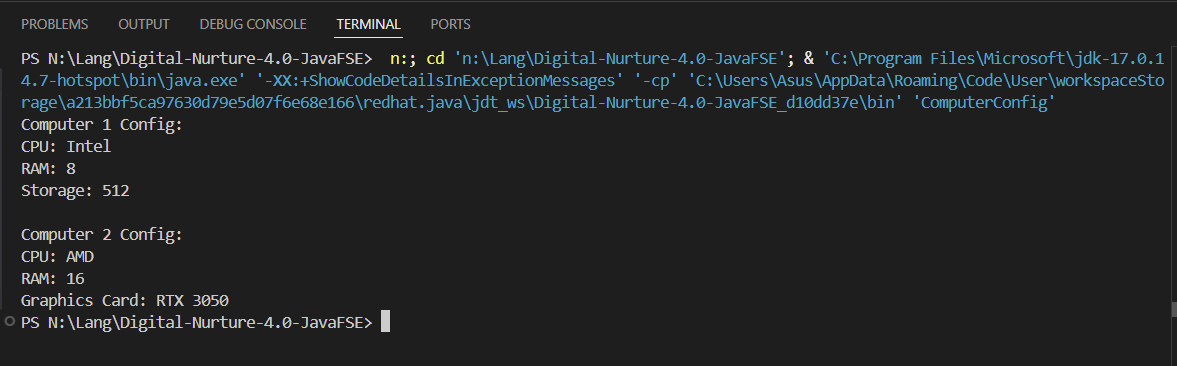 PROBLEMS OUTPUT DEBUG CONSOLE TERMINAL PORTS
PS N:\Lang\Digital-Nurture-4.0-JavaFSE>  n:; cd 'n:\Lang\Digital-Nurture-4.0-JavaFSE'; & 'C:\Program Files\Microsoft\jdk-17.0.1
4.7-hotspot\bin\java.exe' '-XX:+ShowCodeDetailsInExceptionMessages' '-cp' 'C:\Users\Asus\AppData\Roaming\Code\User\workspaceSto
rage\a213bbf5ca97630d79e5d07f6e68e166\redhat.java\jdt_ws\Digital-Nurture-4.0-JavaFSE_d10dd37e\bin' 'ComputerConfig'
Computer 1 Config:
CPU: Intel
RAM: 8
Storage: 512
Computer 2 Config:
CPU: AMD
RAM: 16
Graphics Card: RTX 3050
PS N:\Lang\Digital-Nurture-4.0-JavaFSE>